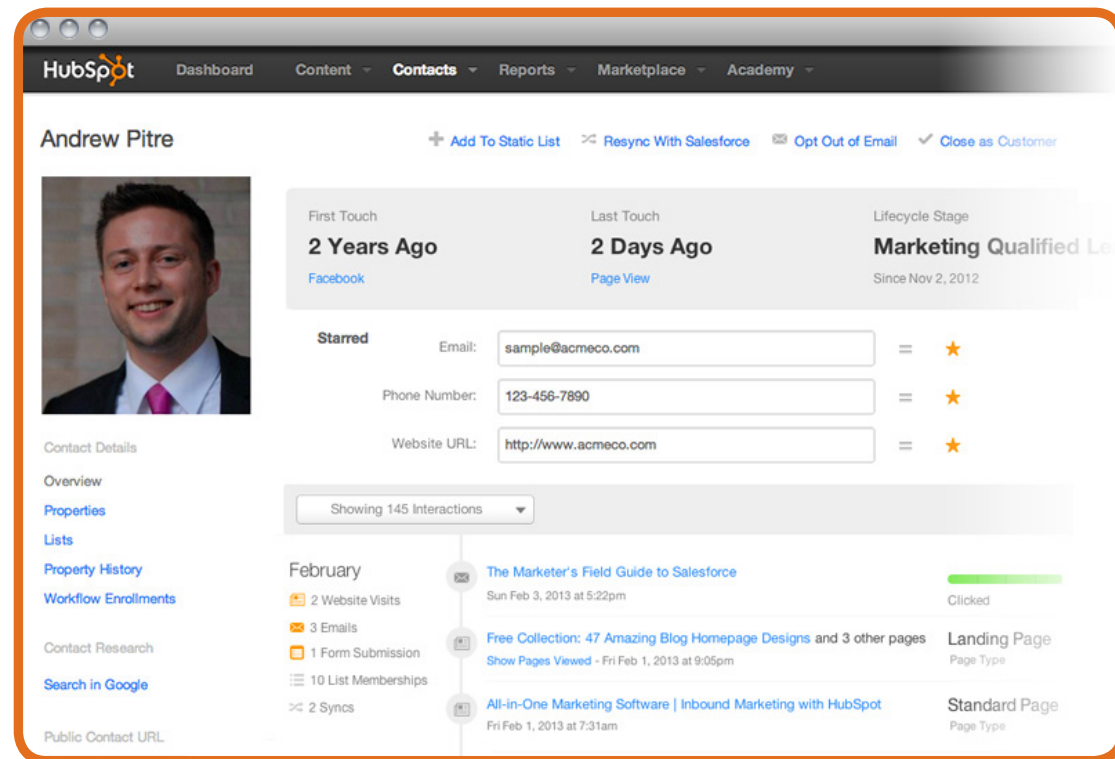 HubSpot Dashboard Content Contacts Reports Marketplace Academy
Andrew Pitre
Add To Static List Resync With Salesforce Opt Out of Email Close as Customer
First Touch Last Touch Lifecycle Stage
2 Years Ago 2 Days Ago Marketing Qualified Le
Facebook Page View Since Nov 2, 2012
Starred
Email: sample@acmeco.com
Phone Number: 123-456-7890
Website URL: http://www.acmeco.com
Contact Details
Overview
Properties
Lists
Property History
Workflow Enrollments
Contact Research
Search in Google
Public Contact URL
Showing 145 Interactions
February
2 Website Visits
3 Emails
1 Form Submission
10 List Memberships
2 Syncs
The Marketer's Field Guide to Salesforce
Sun Feb 3, 2013 at 5:22pm
Clicked
Free Collection: 47 Amazing Blog Homepage Designs and 3 other pages
Show Pages Viewed - Fri Feb 1, 2013 at 9:05pm
Landing Page
Page Type
All-in-One Marketing Software | Inbound Marketing with HubSpot
Fri Feb 1, 2013 at 7:31am
Standard Page
Page Type